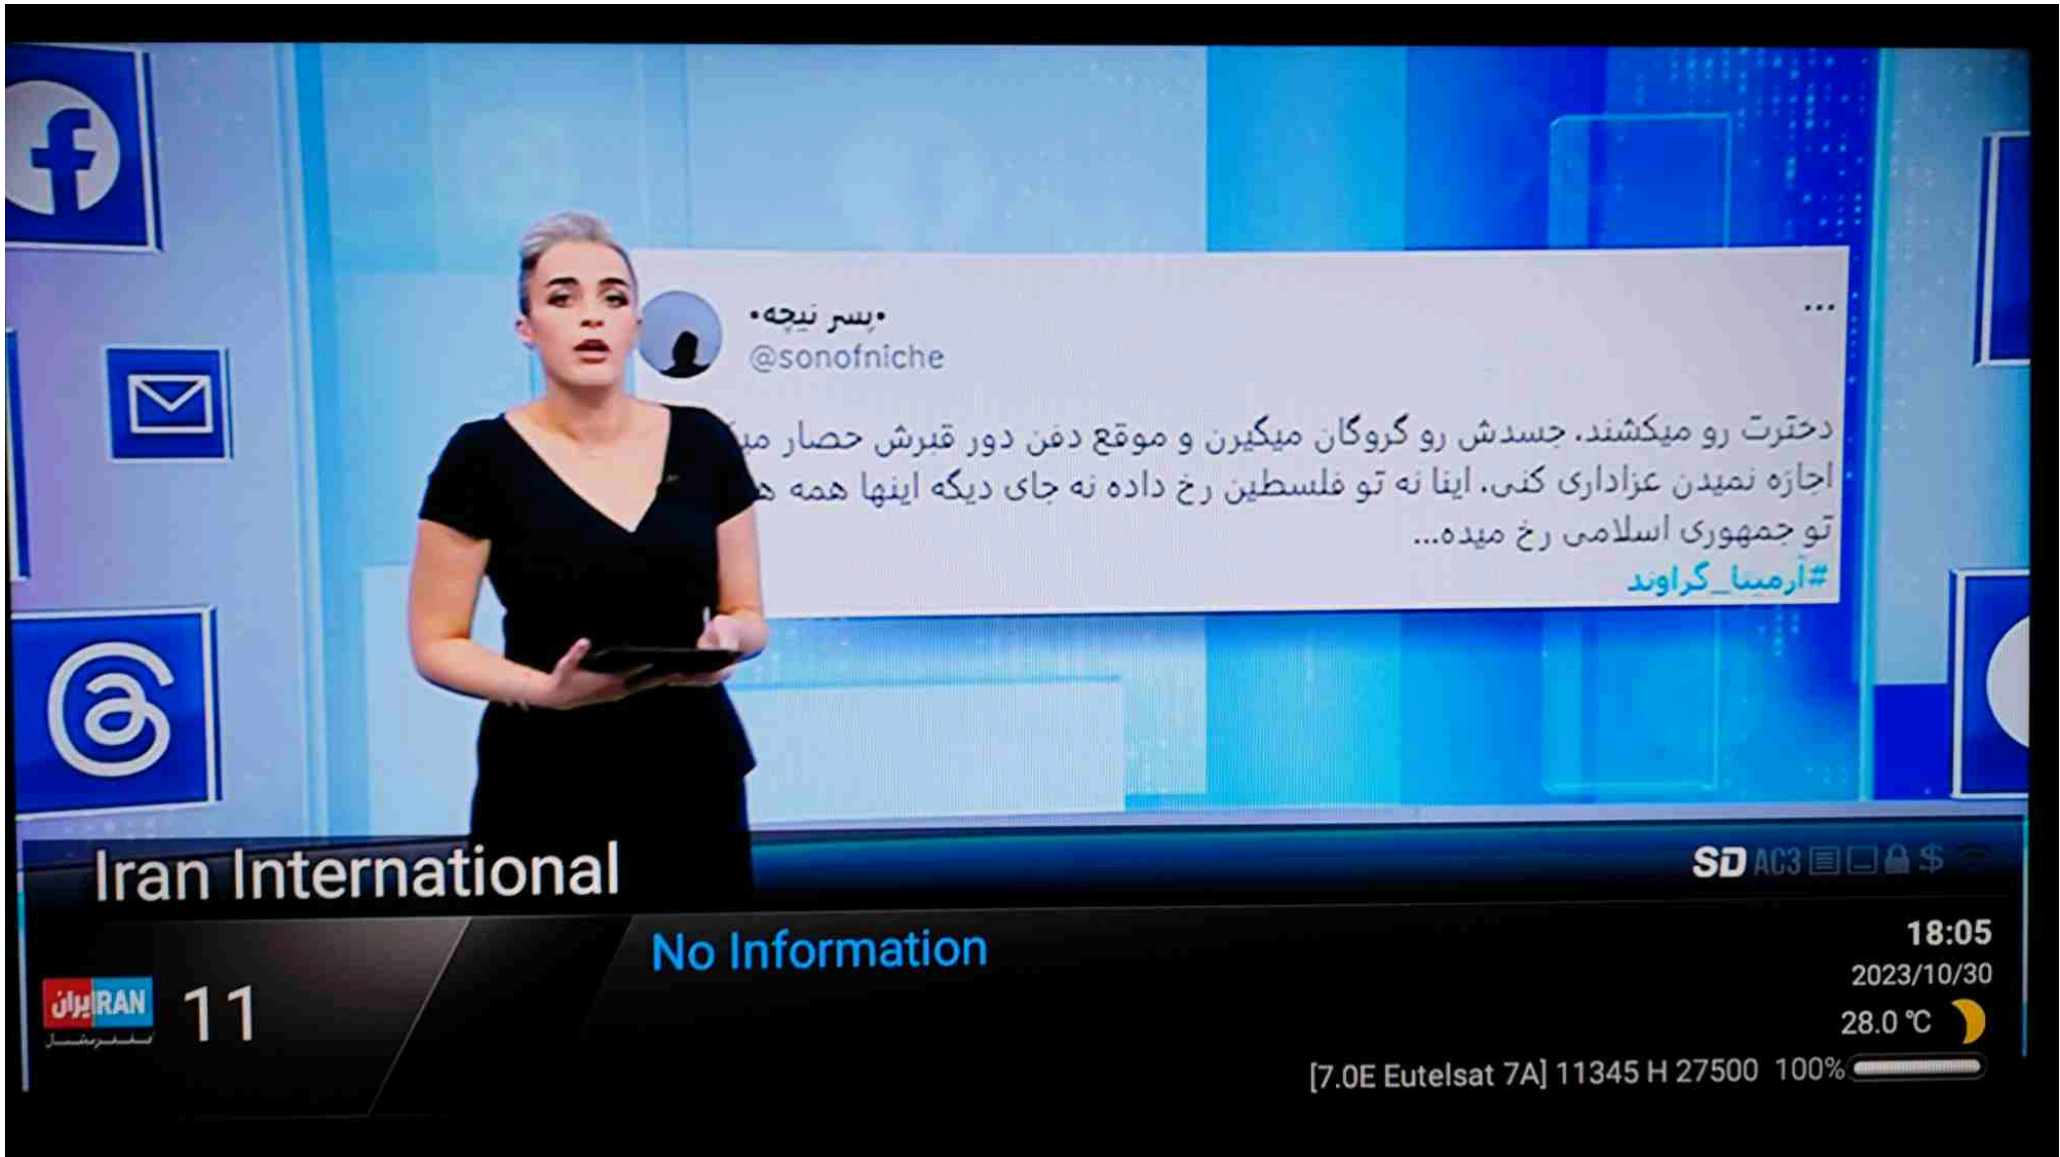 •پسر نیچه•
@sonofniche
...
دخترت رو میکشند. جسدش رو گروگان میگیرن و موقع دفن دور قبرش حصار
اجازه نمیدن عزاداری کنی. اینا نه تو فلسطین رخ داده نه جای دیگه اینها همه
تو جمهوری اسلامی رخ میده...
#آرمیتا_گراوند
Iran International
SD AC3
No Information
18:05
2023/10/30
28.0 °C
ایران IRAN
اینترنشنال
11
[7.0E Eutelsat 7A] 11345 H 27500 100%